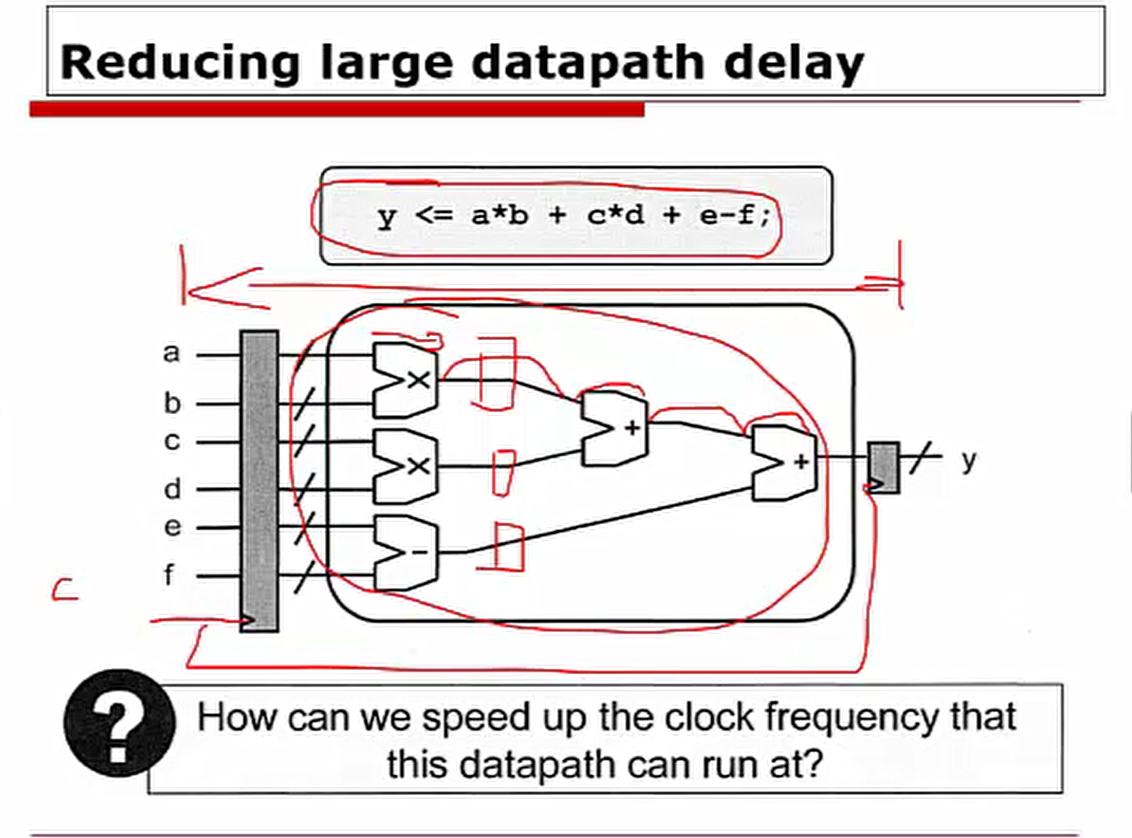 Reducing large datapath delay
y <= a*b + c*d + e-f;
a
b
c
d
e
f
×
×
-
+
+
y
C
?
How can we speed up the clock frequency that
this datapath can run at?